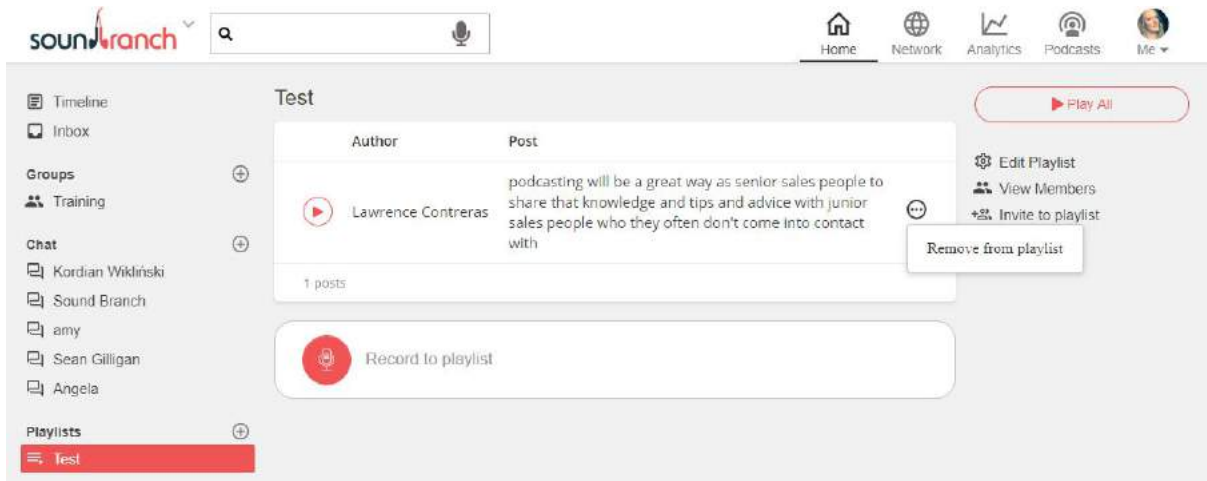 soundbranch
Home
Network
Analytics
Podcasts
Me
Timeline
Inbox
Groups
Training
Chat
Kordian Wikliński
Sound Branch
amy
Sean Gilligan
Angela
Playlists
Test
Test
Author Post
Lawrence Contreras
podcasting will be a great way as senior sales people to
share that knowledge and tips and advice with junior
sales people who they often don't come into contact
with
1 posts
Record to playlist
Play All
Edit Playlist
View Members
Invite to playlist
Remove from playlist